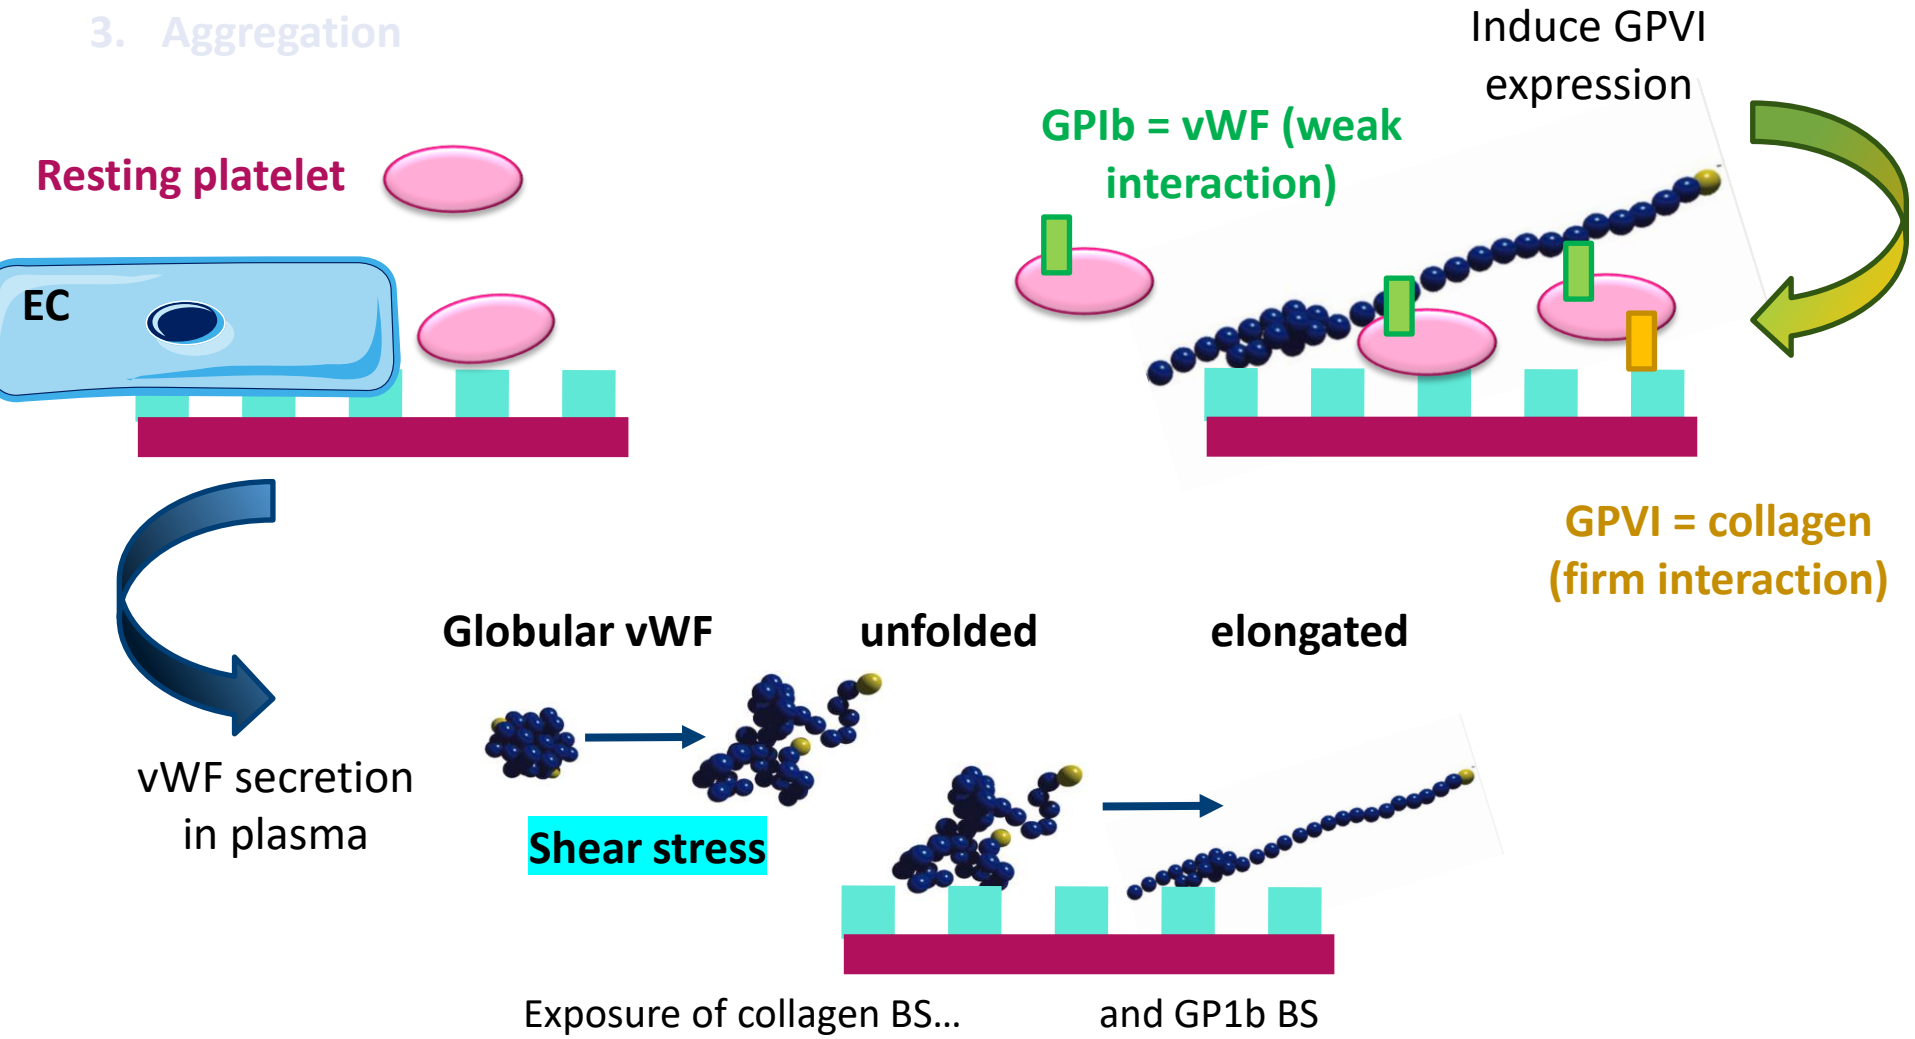 3. Aggregation
Induce GPVI
expression
GPIb = vWF (weak
interaction)
Resting platelet
EC
GPVI = collagen
(firm interaction)
Globular vWF
unfolded
elongated
vWF secretion
in plasma
Shear stress
Exposure of collagen BS...
and GP1b BS